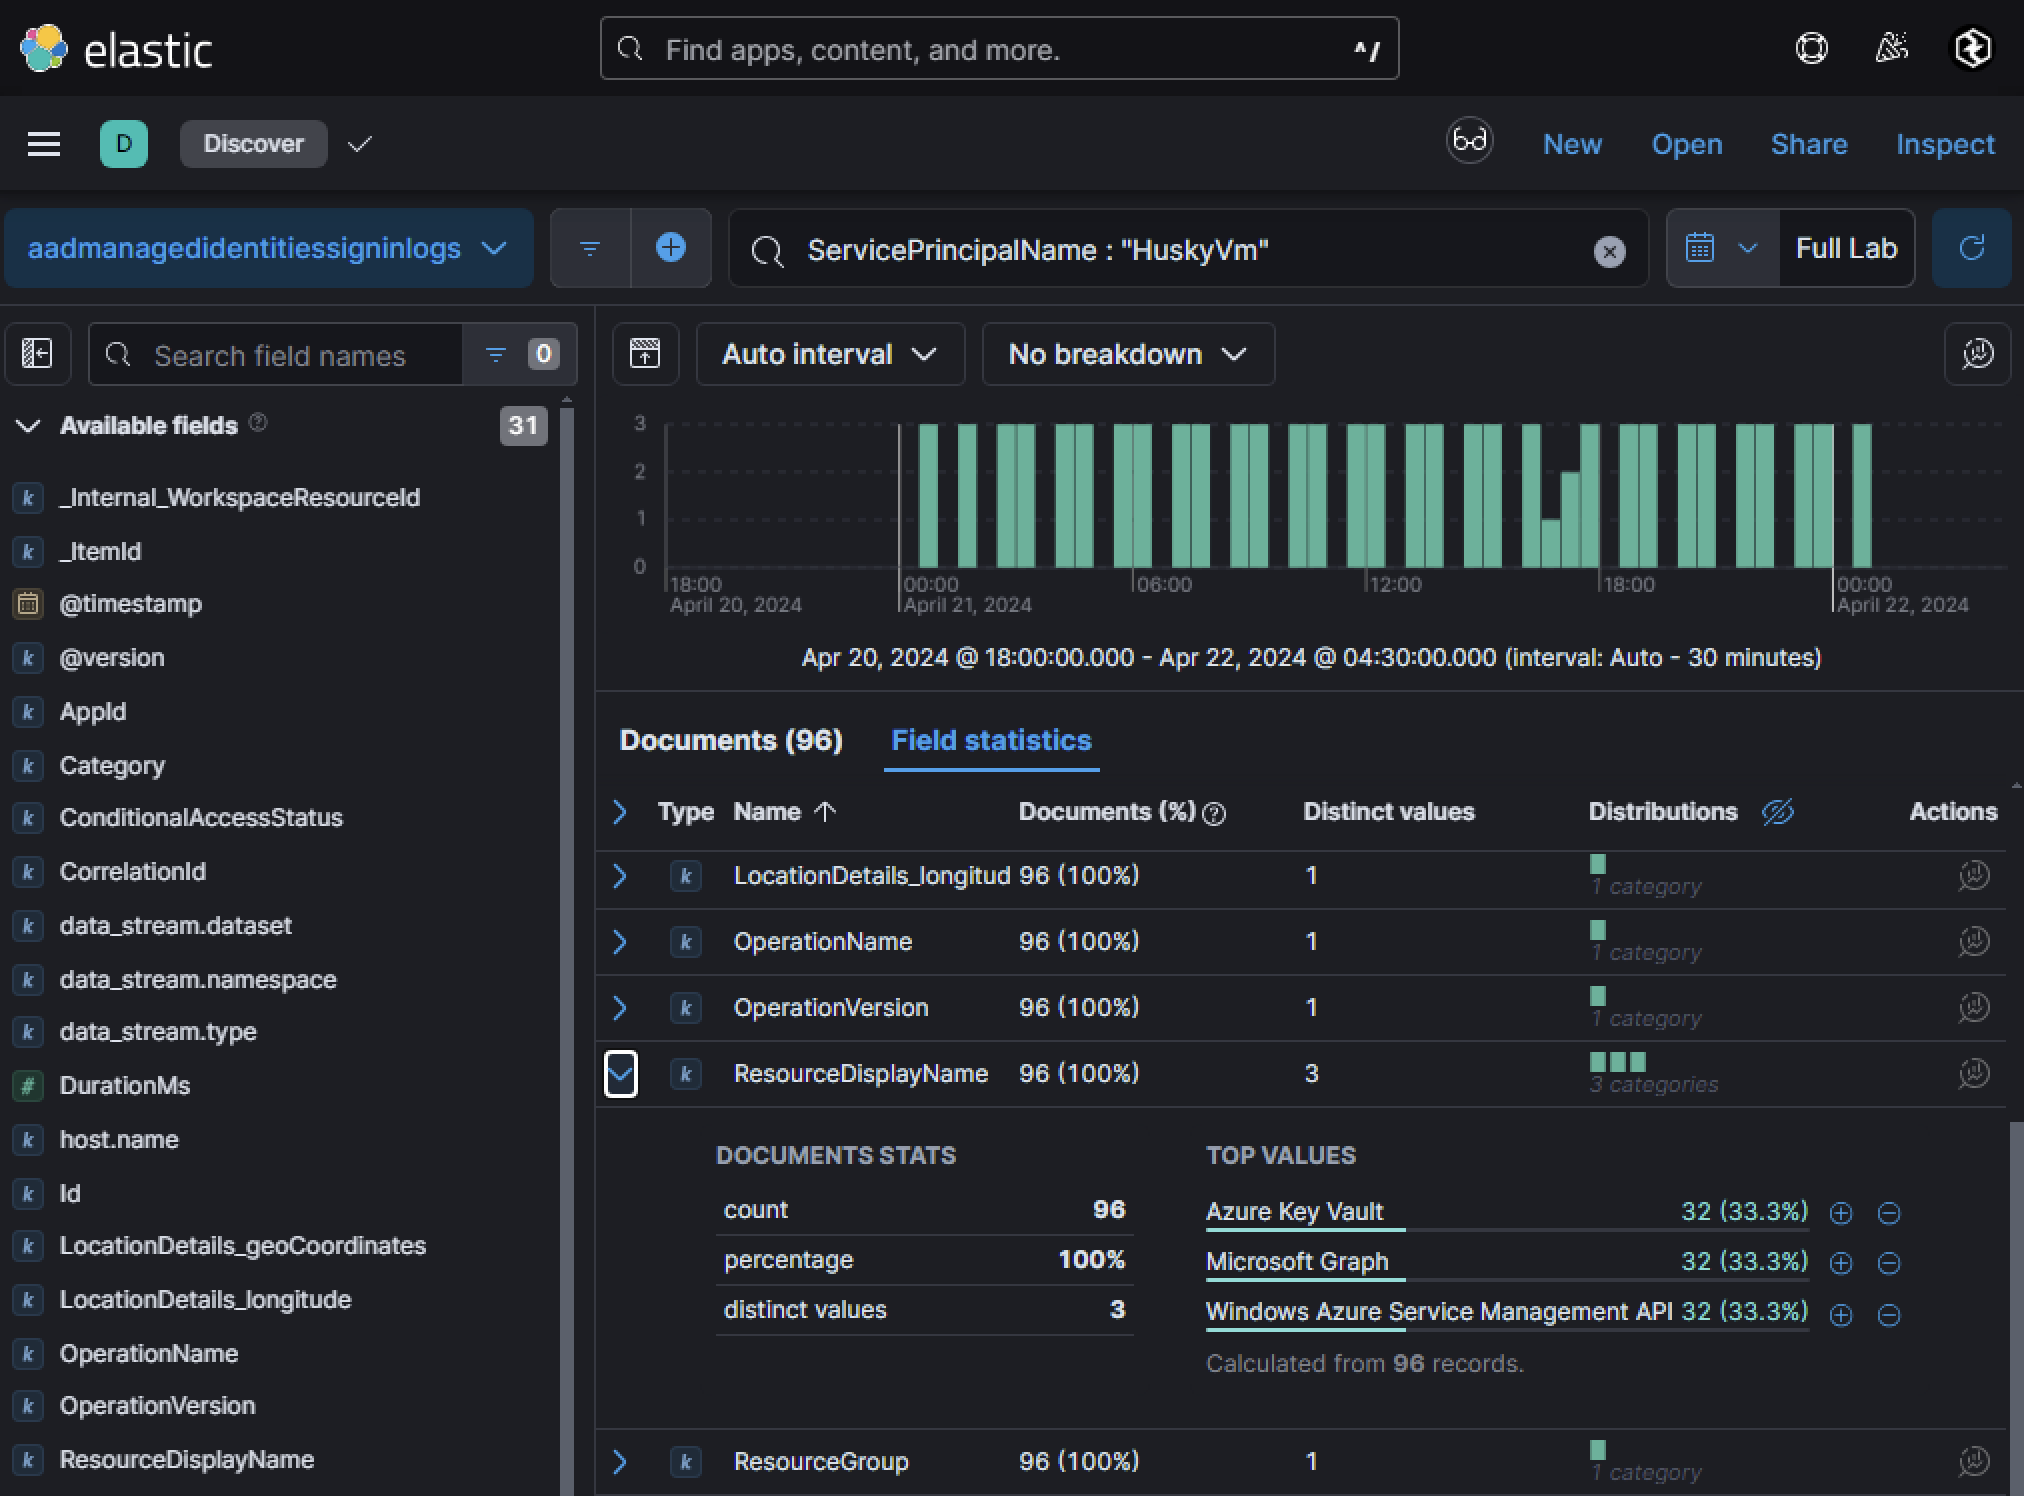 elastic
Find apps, content, and more.
^/
D
Discover
New
Open
Share
Inspect
aadmanagedidentitiessigninlogs
ServicePrincipalName : "HuskyVm"
Full Lab
Search field names
0
Auto interval
No breakdown
Available fields
31
_Internal_WorkspaceResourceId
_ItemId
@timestamp
@version
AppId
Category
ConditionalAccessStatus
CorrelationId
data_stream.dataset
data_stream.namespace
data_stream.type
DurationMs
host.name
Id
LocationDetails_geoCoordinates
LocationDetails_longitude
OperationName
OperationVersion
ResourceDisplayName
3
2
1
0
18:00
April 20, 2024
00:00
April 21, 2024
06:00
12:00
18:00
00:00
April 22, 2024
Apr 20, 2024 @ 18:00:00.000 - Apr 22, 2024 @ 04:30:00.000 (interval: Auto - 30 minutes)
Documents (96)
Field statistics
Type Name Documents (%) Distinct values Distributions Actions
k LocationDetails_longitud 96 (100%) 1 1 category
k OperationName 96 (100%) 1 1 category
k OperationVersion 96 (100%) 1 1 category
k ResourceDisplayName 96 (100%) 3 3 categories
DOCUMENTS STATS
count 96
percentage 100%
distinct values 3
TOP VALUES
Azure Key Vault 32 (33.3%)
Microsoft Graph 32 (33.3%)
Windows Azure Service Management API 32 (33.3%)
Calculated from 96 records.
k ResourceGroup 96 (100%) 1 1 category